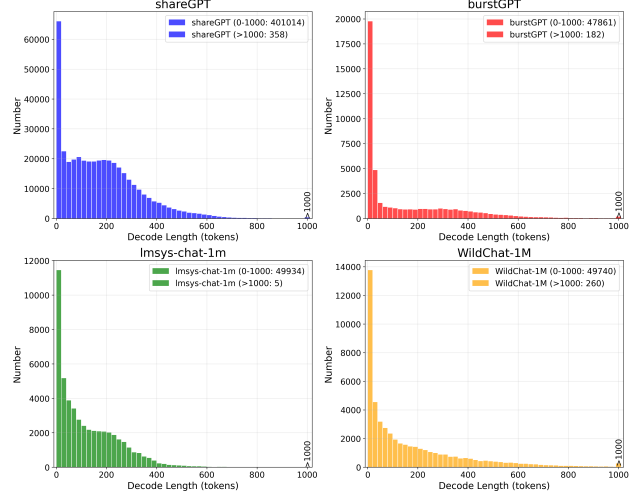 shareGPT
shareGPT (0-1000: 401014)
shareGPT (>1000: 358)
Number
60000
50000
40000
30000
20000
10000
0
0 200 400 600 800 1000
>1000
Decode Length (tokens)
burstGPT
burstGPT (0-1000: 47861)
burstGPT (>1000: 182)
Number
20000
17500
15000
12500
10000
7500
5000
2500
0
0 200 400 600 800 1000
>1000
Decode Length (tokens)
lmsys-chat-1m
lmsys-chat-1m (0-1000: 49934)
lmsys-chat-1m (>1000: 5)
Number
12000
10000
8000
6000
4000
2000
0
0 200 400 600 800 1000
>1000
Decode Length (tokens)
WildChat-1M
WildChat-1M (0-1000: 49740)
WildChat-1M (>1000: 260)
Number
14000
12000
10000
8000
6000
4000
2000
0
0 200 400 600 800 1000
>1000
Decode Length (tokens)